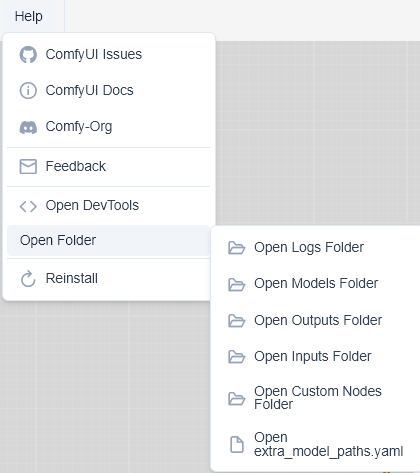 Help
ComfyUI Issues
ComfyUI Docs
Comfy-Org
Feedback
Open DevTools
Open Folder
Reinstall
Open Logs Folder
Open Models Folder
Open Outputs Folder
Open Inputs Folder
Open Custom Nodes
Folder
Open
extra_model_paths.yaml